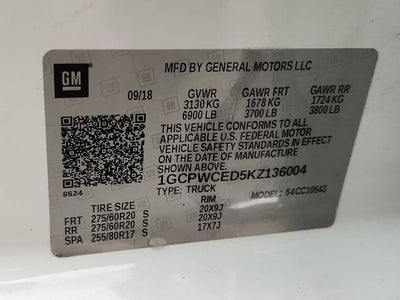 GM
MFD BY GENERAL MOTORS LLC
09/18 GVWR GAWR FRT GAWR RR
3130 KG 1678 KG 1724 KG
6900 LB 3700 LB 3800 LB
THIS VEHICLE CONFORMS TO ALL
APPLICABLE U.S. FEDERAL MOTOR
VEHICLE SAFETY STANDARDS IN EFFECT
ON THE DATE OF MANUFACTURE
SHOWN ABOVE.
1GCPWCED5KZ136004
8624
TYPE: TRUCK MODEL: 54CC10543
TIRE SIZE RIM
FRT 275/60R20 S 20X9J
RR 275/60R20 S 20X9J
SPA 255/80R17 S 17X7J